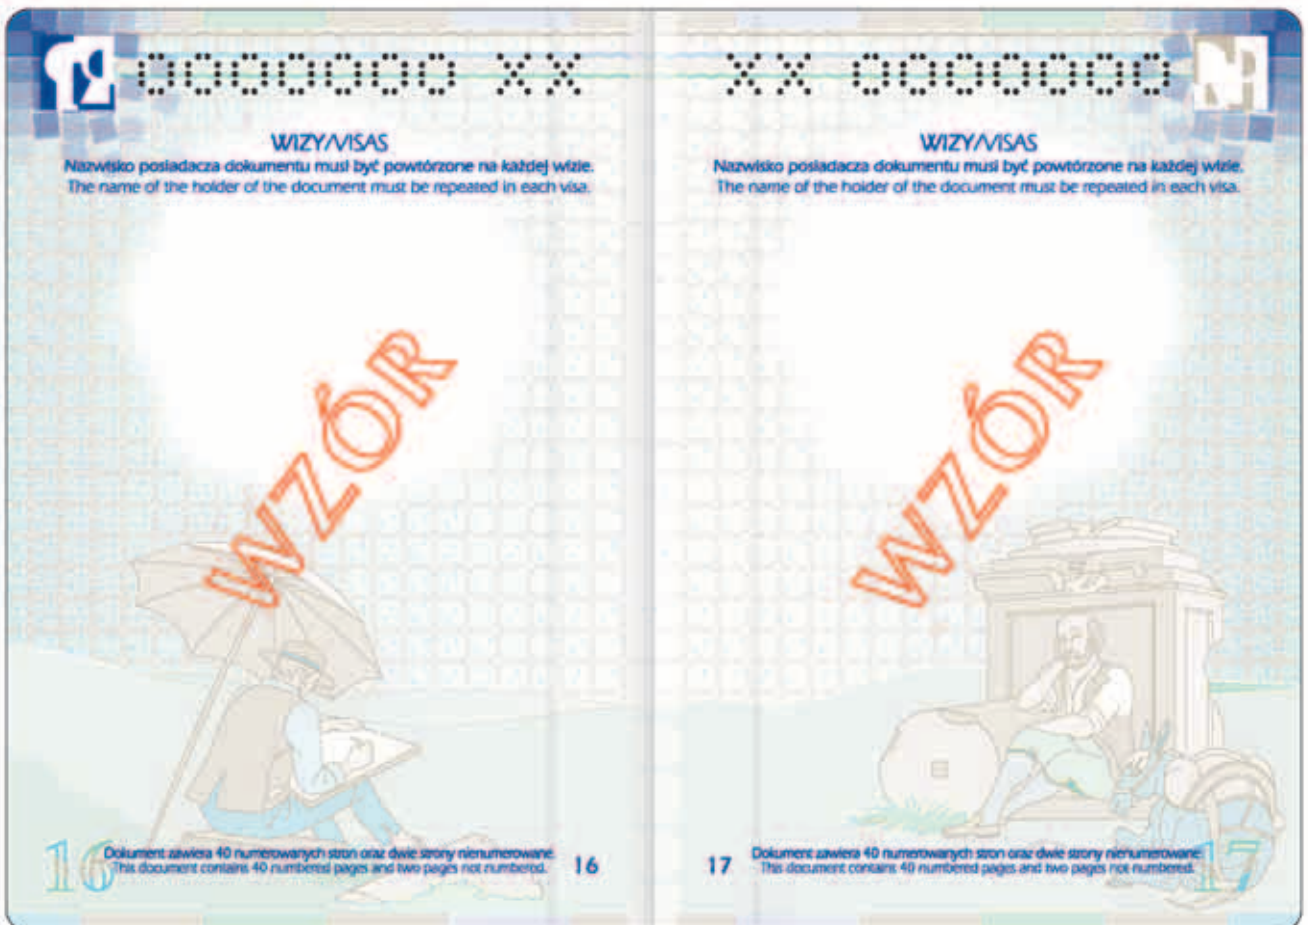 0000000 XX
WIZY/VISAS
Nazwisko posiadacza dokumentu musi być powtórzone na każdej wizie.
The name of the holder of the document must be repeated in each visa.
WZÓR
16
Dokument zawiera 40 numerowanych stron oraz dwie strony nienumerowane.
This document contains 40 numbered pages and two pages not numbered.
16
XX 0000000
WIZY/VISAS
Nazwisko posiadacza dokumentu musi być powtórzone na każdej wizie.
The name of the holder of the document must be repeated in each visa.
WZÓR
17
Dokument zawiera 40 numerowanych stron oraz dwie strony nienumerowane.
This document contains 40 numbered pages and two pages not numbered.
17